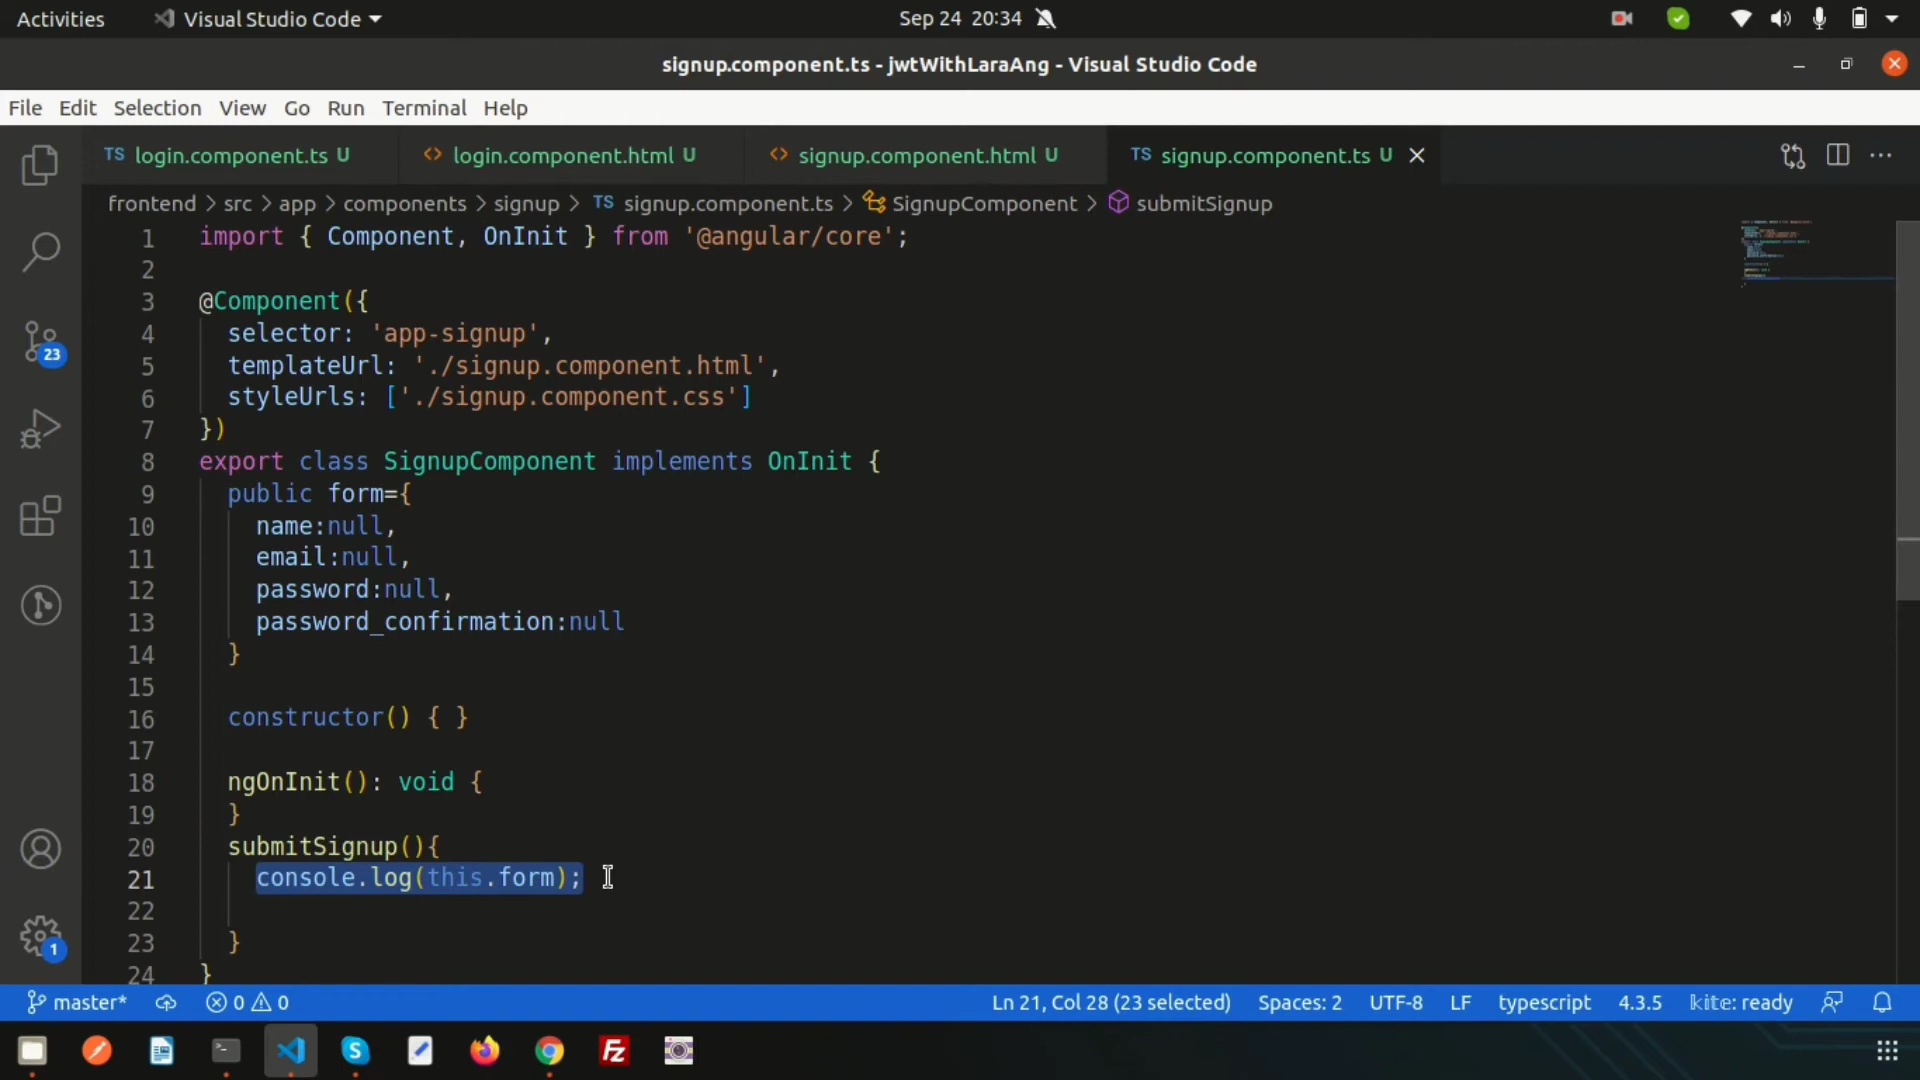 Activities Visual Studio Code Sep 24 20:34
signup.component.ts - jwtWithLaraAng - Visual Studio Code
File Edit Selection View Go Run Terminal Help
TS login.component.ts U <> login.component.html U <> signup.component.html U TS signup.component.ts U
frontend > src > app > components > signup > TS signup.component.ts > SignupComponent > submitSignup
1 import { Component, OnInit } from '@angular/core';
2
3 @Component({
4 selector: 'app-signup',
5 templateUrl: './signup.component.html',
6 styleUrls: ['./signup.component.css']
7 })
8 export class SignupComponent implements OnInit {
9 public form={
10 name:null,
11 email:null,
12 password:null,
13 password_confirmation:null
14 }
15
16 constructor() { }
17
18 ngOnInit(): void {
19 }
20 submitSignup(){
21 console.log(this.form);
22
23 }
24 }
23
1
master* 0 0 Ln 21, Col 28 (23 selected) Spaces: 2 UTF-8 LF typescript 4.3.5 kite: ready